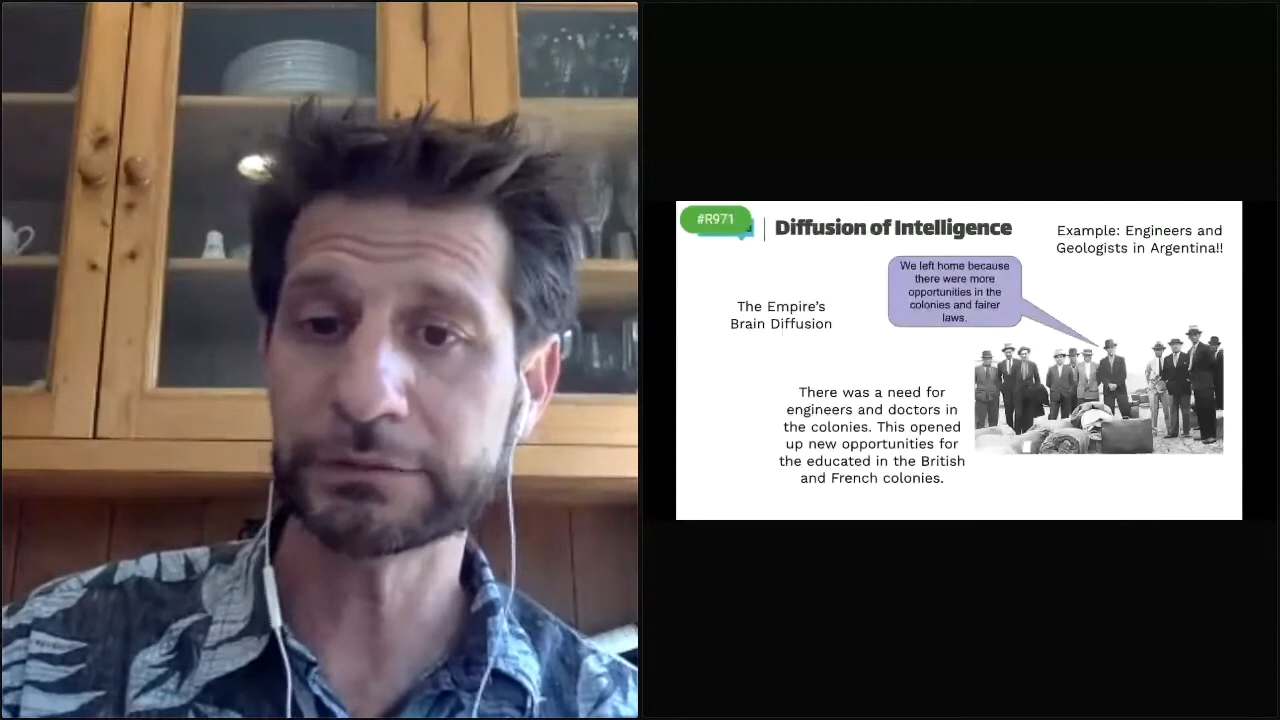 #R971
Diffusion of Intelligence
Example: Engineers and
Geologists in Argentina!!
We left home because
there were more
opportunities in the
colonies and fairer
laws.
The Empire's
Brain Diffusion
There was a need for
engineers and doctors in
the colonies. This opened
up new opportunities for
the educated in the British
and French colonies.